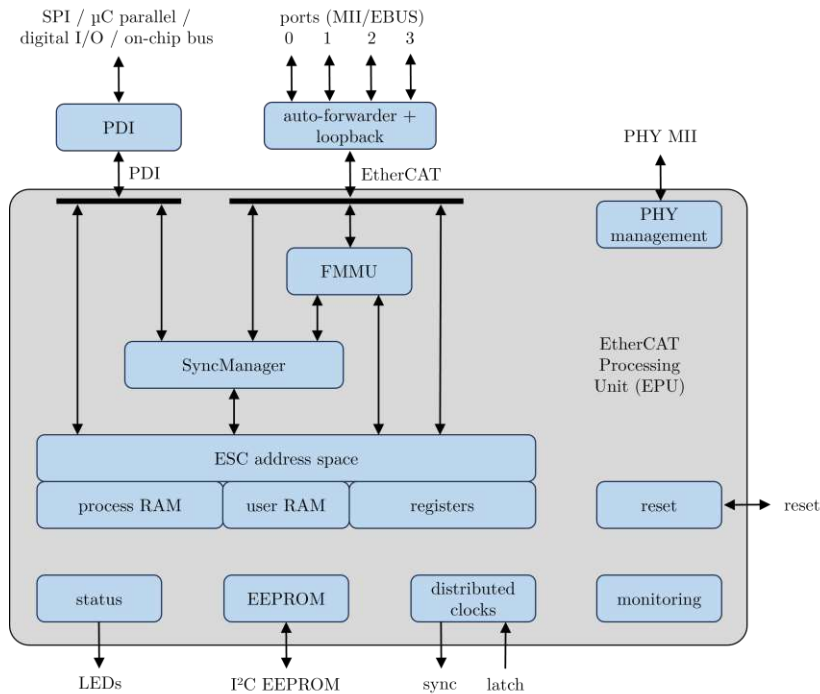 SPI / µC parallel /
digital I/O / on-chip bus
ports (MII/EBUS)
0 1 2 3
PDI
auto-forwarder +
loopback
PHY MII
PDI
EtherCAT
PHY
management
FMMU
SyncManager
EtherCAT
Processing
Unit (EPU)
ESC address space
process RAM
user RAM
registers
reset
reset
status
EEPROM
distributed
clocks
monitoring
LEDs
I²C EEPROM
sync
latch